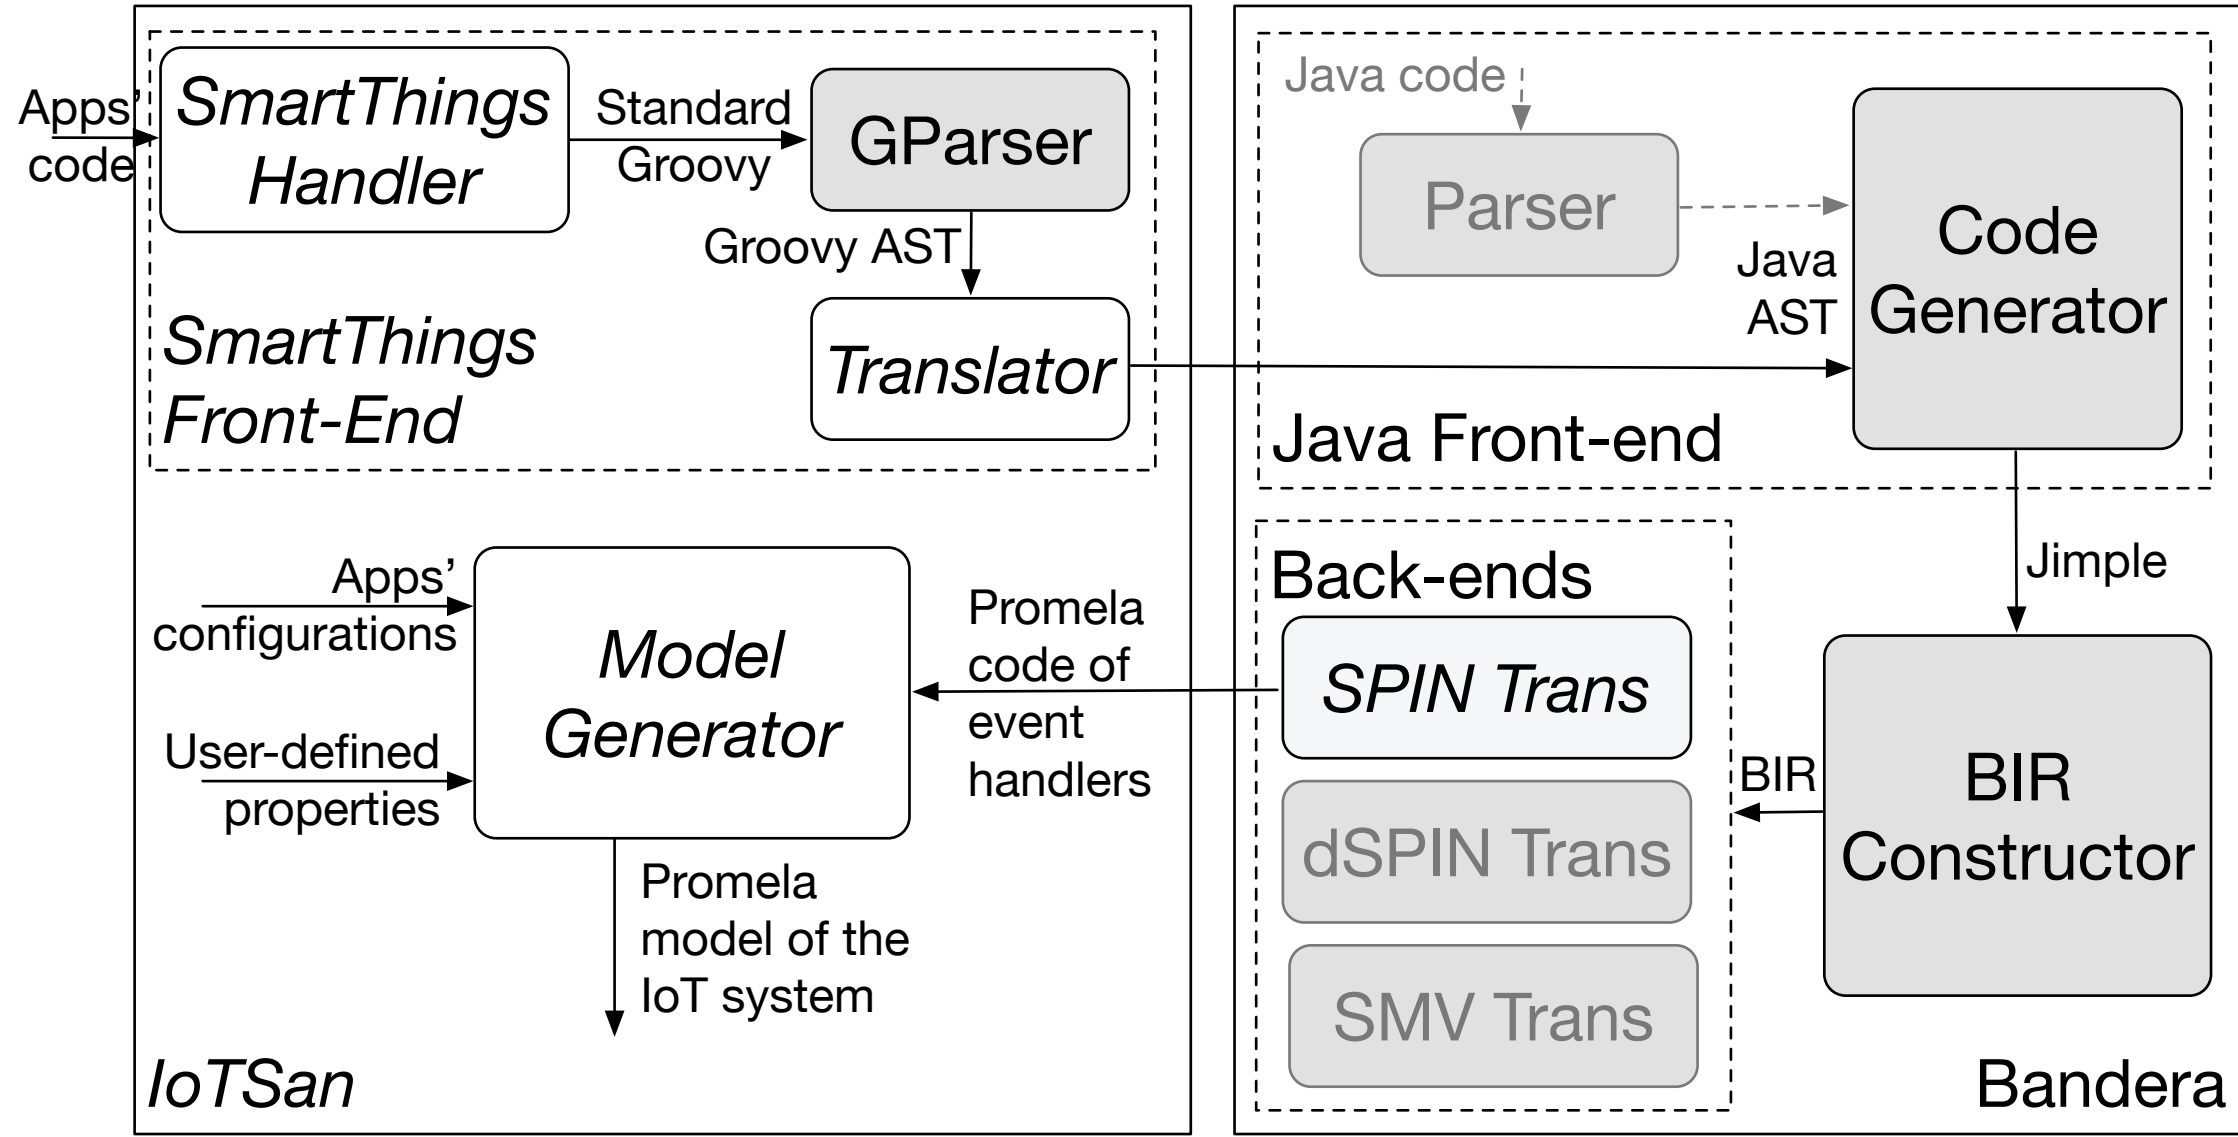 Apps’
code
SmartThings
Handler
Standard
Groovy
GParser
Groovy AST
Translator
SmartThings
Front-End
Java code
Parser
Java
AST
Code
Generator
Java Front-end
Jimple
Apps’
configurations
User-defined
properties
Model
Generator
Promela
code of
event
handlers
Back-ends
SPIN Trans
dSPIN Trans
SMV Trans
BIR
BIR
Constructor
Promela
model of the
IoT system
IoTSan
Bandera